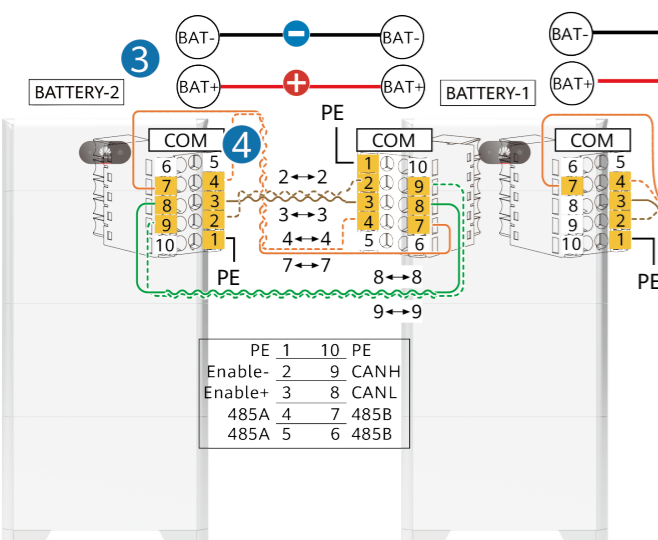 BAT- − BAT- BAT-
3
BAT+ + BAT+ BAT+
BATTERY-2 BATTERY-1
PE
COM 4 COM COM
6 5 1 10 6 5
7 4 2 9 7 4
8 3 3 8 8 3
9 2 4 7 9 2
10 1 5 6 10 1
2↔2
3↔3
4↔4
7↔7
8↔8
9↔9
PE PE
PE 1 10 PE
Enable- 2 9 CANH
Enable+ 3 8 CANL
485A 4 7 485B
485A 5 6 485B